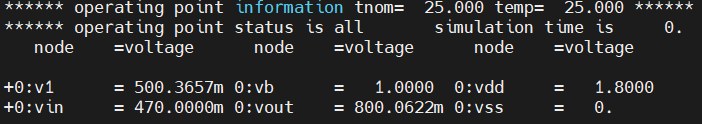 ****** operating point information tnom= 25.000 temp= 25.000 ******
****** operating point status is all simulation time is 0.
node =voltage node =voltage node =voltage
+0:v1 = 500.3657m 0:vb = 1.0000 0:vdd = 1.8000
+0:vin = 470.0000m 0:vout = 800.0622m 0:vss = 0.